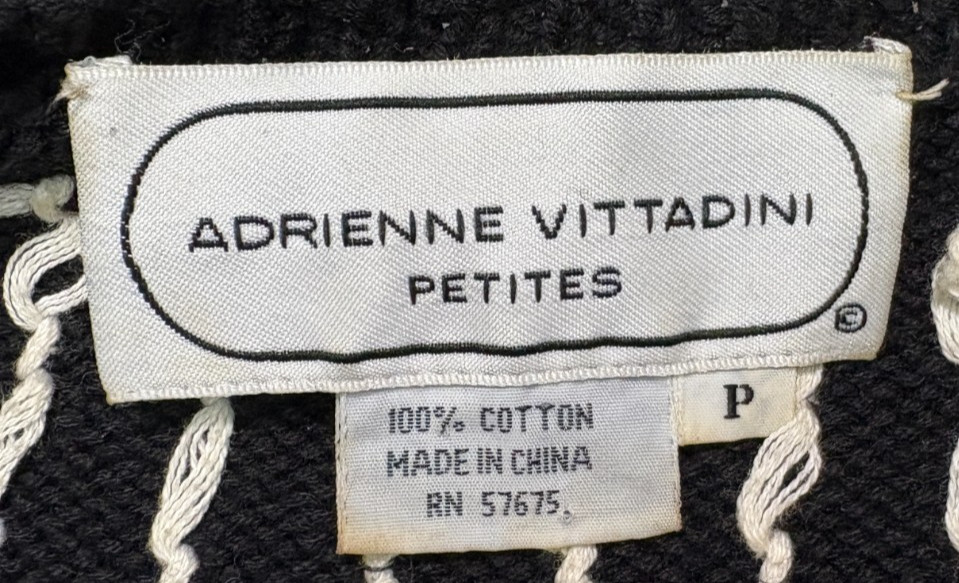 ADRIENNE VITTADINI
PETITES
©
P
100% COTTON
MADE IN CHINA
RN 57675.